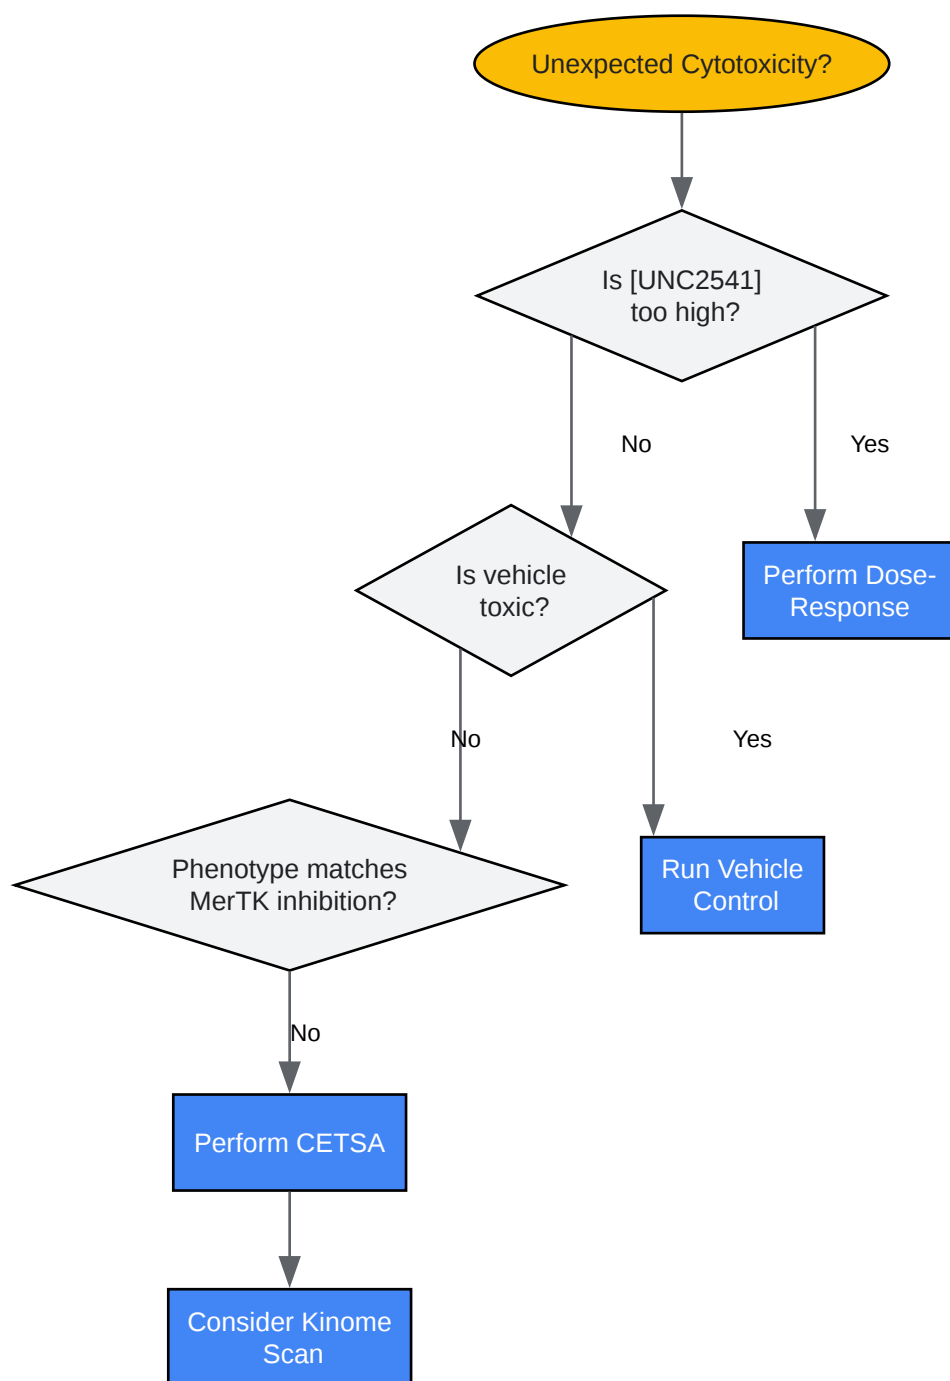 Unexpected Cytotoxicity?
Is [UNC2541]
too high?
No
Yes
Is vehicle
toxic?
Perform Dose-
Response
No
Yes
Phenotype matches
MerTK inhibition?
Run Vehicle
Control
No
Perform CETSA
Consider Kinome
Scan